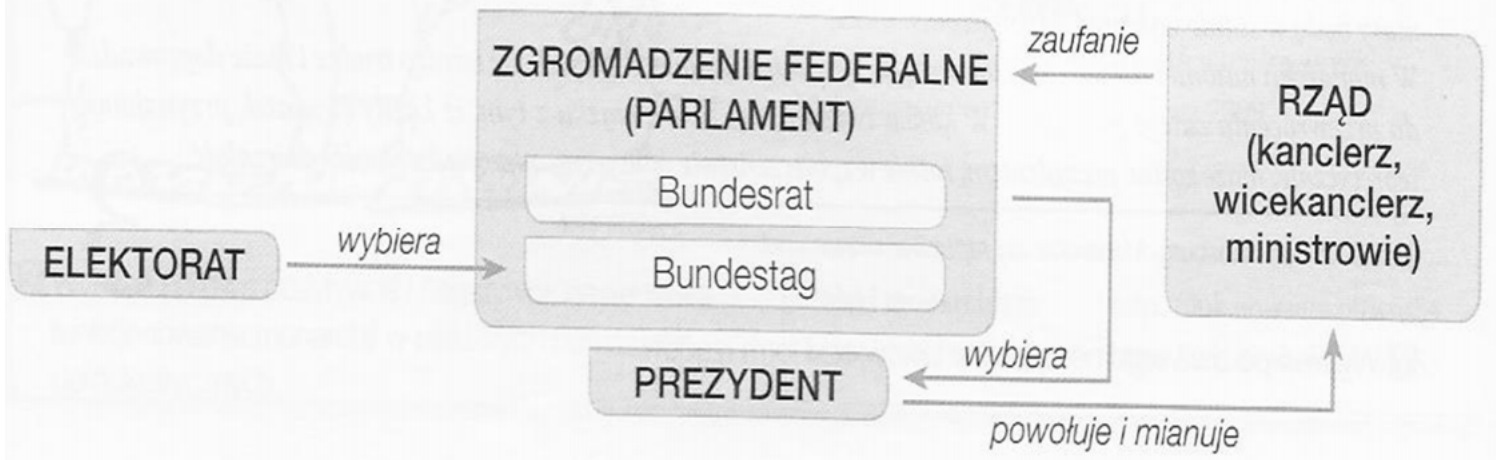 ZGROMADZENIE FEDERALNE
(PARLAMENT)
Bundesrat
Bundestag
zaufanie
RZĄD
(kanclerz,
wicekanclerz,
ministrowie)
ELEKTORAT
wybiera
wybiera
PREZYDENT
powołuje i mianuje